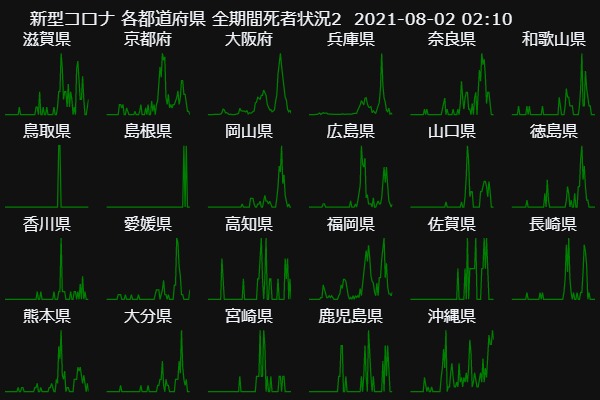 新型コロナ 各都道府県 全期間死者状況2 2021-08-02 02:10
滋賀県 京都府 大阪府 兵庫県 奈良県 和歌山県
鳥取県 島根県 岡山県 広島県 山口県 徳島県
香川県 愛媛県 高知県 福岡県 佐賀県 長崎県
熊本県 大分県 宮崎県 鹿児島県 沖縄県